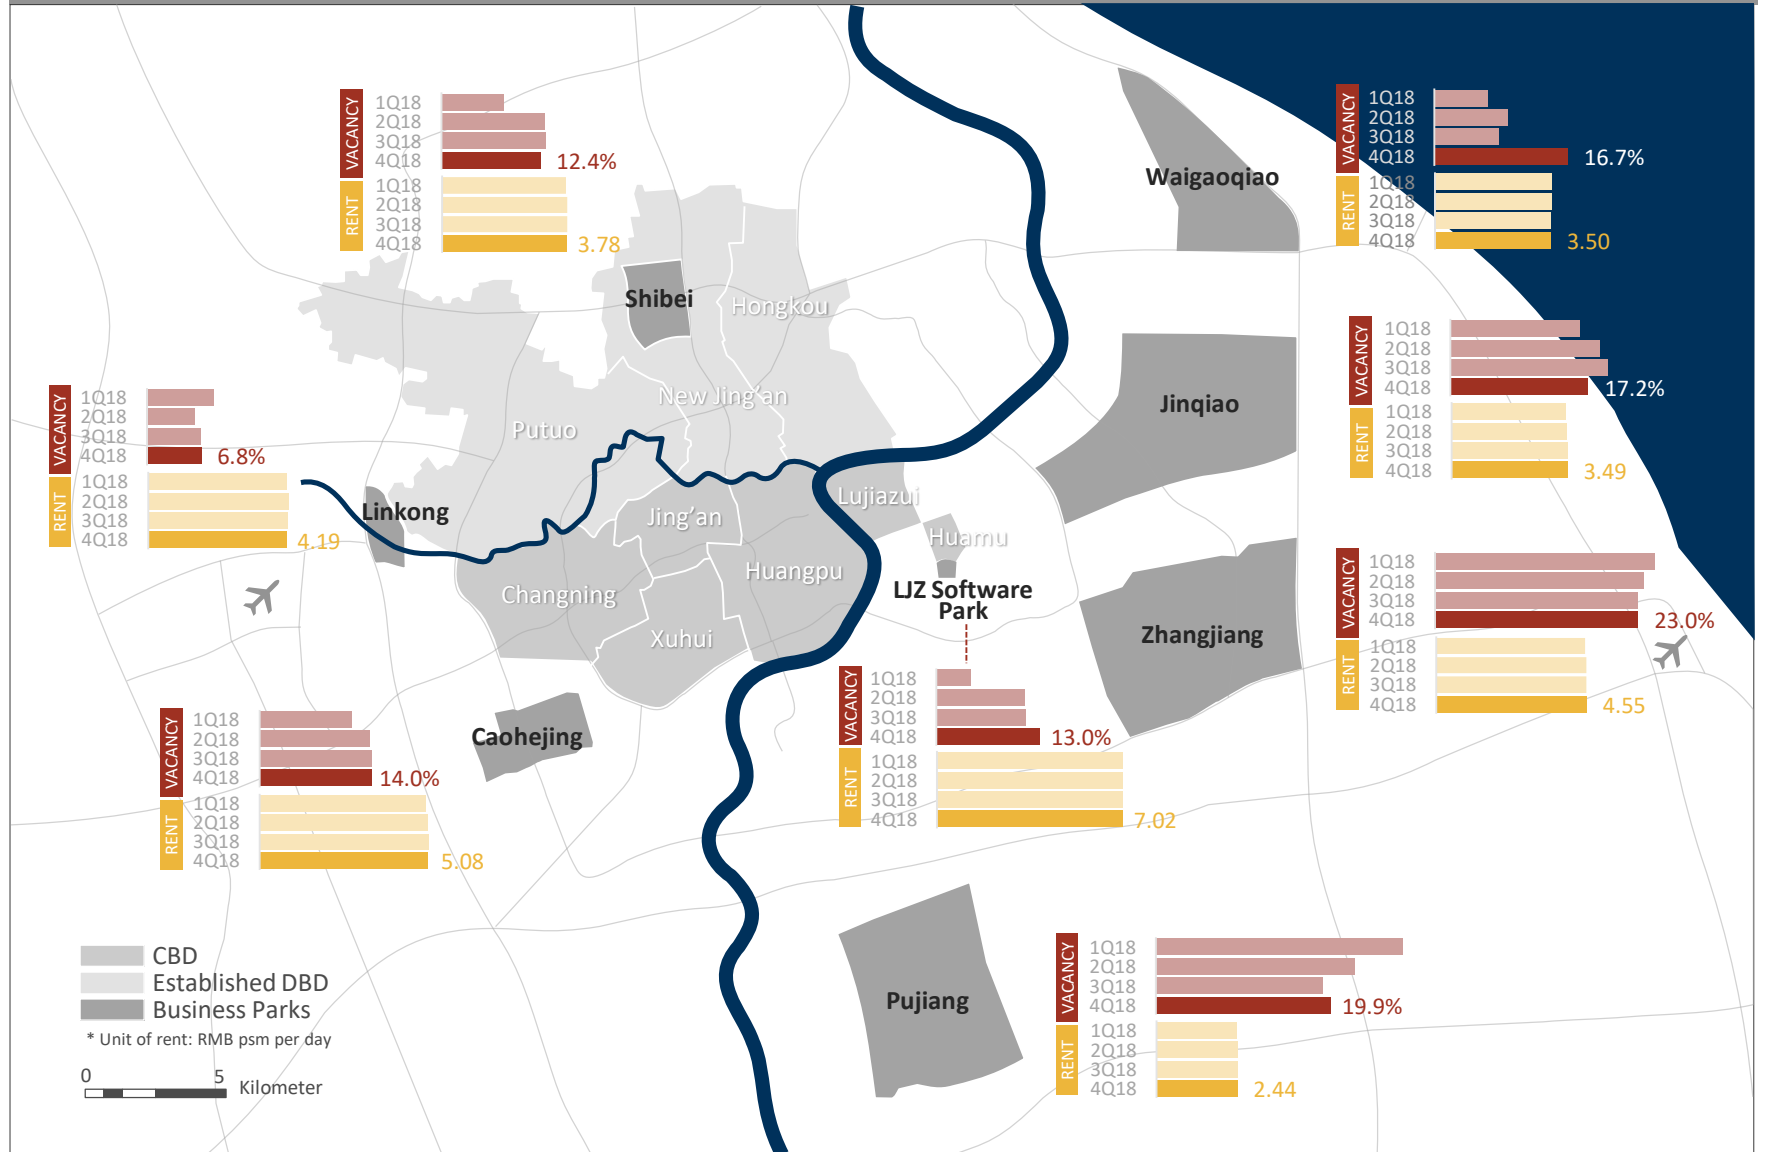 VACANCY
1Q18
2Q18
3Q18
4Q18 12.4%
RENT
1Q18
2Q18
3Q18
4Q18 3.78
VACANCY
1Q18
2Q18
3Q18
4Q18 16.7%
RENT
1Q18
2Q18
3Q18
4Q18 3.50
Waigaoqiao
Shibei
Hongkou
VACANCY
1Q18
2Q18
3Q18
4Q18 17.2%
RENT
1Q18
2Q18
3Q18
4Q18 3.49
Jinqiao
New Jing'an
Putuo
VACANCY
1Q18
2Q18
3Q18
4Q18 6.8%
RENT
1Q18
2Q18
3Q18
4Q18 4.19
Linkong
Lujiazui
Jing'an
Huamu
Huangpu
Changning
LJZ Software
Park
Xuhui
Zhangjiang
VACANCY
1Q18
2Q18
3Q18
4Q18 23.0%
RENT
1Q18
2Q18
3Q18
4Q18 4.55
VACANCY
1Q18
2Q18
3Q18
4Q18 13.0%
RENT
1Q18
2Q18
3Q18
4Q18 7.02
Caohejing
VACANCY
1Q18
2Q18
3Q18
4Q18 14.0%
RENT
1Q18
2Q18
3Q18
4Q18 5.08
Pujiang
VACANCY
1Q18
2Q18
3Q18
4Q18 19.9%
RENT
1Q18
2Q18
3Q18
4Q18 2.44
CBD
Established DBD
Business Parks
* Unit of rent: RMB psm per day
0 5 Kilometer